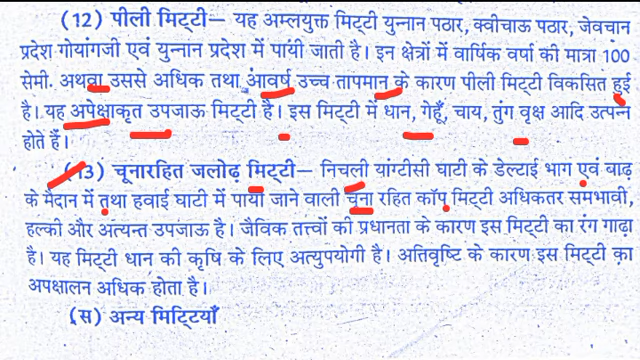 (12) पीली मिट्टी– यह अम्लयुक्त मिट्टी युन्नान पठार, क्वीचाऊ पठार, जेवचान
प्रदेश गोयांगजी एवं युन्नान प्रदेश में पायी जाती है। इन क्षेत्रों में वार्षिक वर्षा की मात्रा 100
सेमी. अथवा उससे अधिक तथा आवर्ष उच्च तापमान के कारण पीली मिट्टी विकसित हुई
है। यह अपेक्षाकृत उपजाऊ मिट्टी है। इस मिट्टी में धान, गेहूँ, चाय, तुंग वृक्ष आदि उत्पन्न
होते हैं।
(13) चूनारहित जलोढ़ मिट्टी– निचली यांग्टीसी घाटी के डेल्टाई भाग एवं बाढ़
के मैदान में तथा हवाई घाटी में पायी जाने वाली चूना रहित कॉप मिट्टी अधिकतर समभावी,
हल्की और अत्यन्त उपजाऊ है। जैविक तत्त्वों की प्रधानता के कारण इस मिट्टी का रंग गाढ़ा
है। यह मिट्टी धान की कृषि के लिए अत्युपयोगी है। अतिवृष्टि के कारण इस मिट्टी का
अपक्षालन अधिक होता है।
(स) अन्य मिट्टियाँ